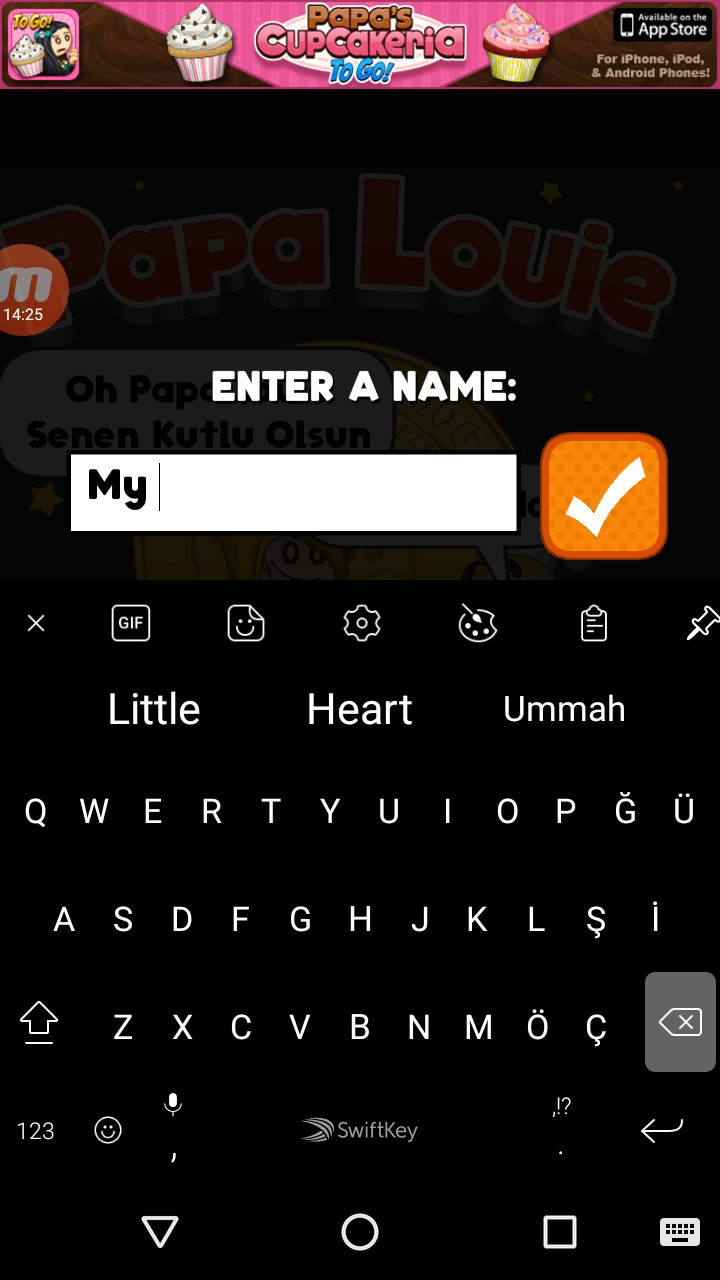 TO GO!
PAPA'S
CUPCAKERIA
TO GO!
Available on the
App Store
For iPhone, iPod,
& Android Phones!
Papa Louie
14:25
Oh Papa
ENTER A NAME:
Senen Kutlu Olsun
My
GIF
Little Heart Ummah
Q W E R T Y U I O P Ğ Ü
A S D F G H J K L Ş İ
Z X C V B N M Ö Ç
123 , SwiftKey ,!? .